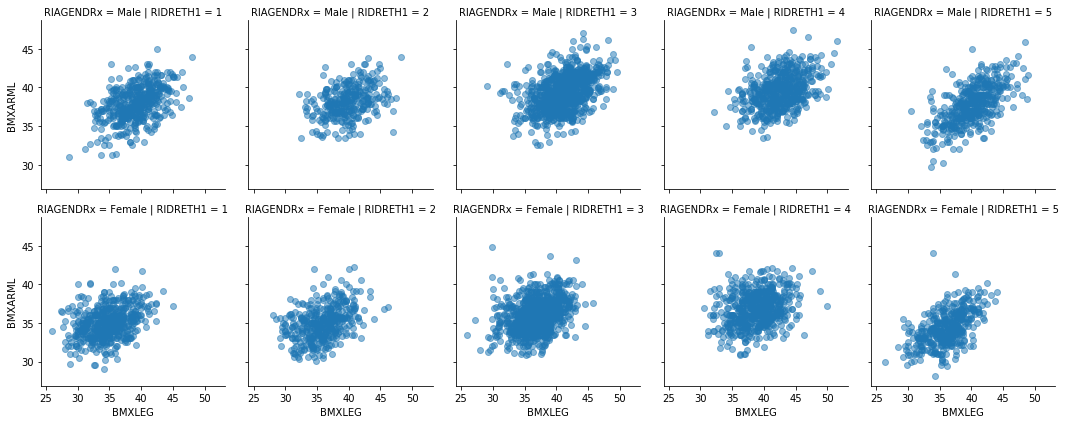 RIAGENDRx = Male | RIDRETH1 = 1
RIAGENDRx = Male | RIDRETH1 = 2
RIAGENDRx = Male | RIDRETH1 = 3
RIAGENDRx = Male | RIDRETH1 = 4
RIAGENDRx = Male | RIDRETH1 = 5
45
40
35
30
BMXARML
RIAGENDRx = Female | RIDRETH1 = 1
RIAGENDRx = Female | RIDRETH1 = 2
RIAGENDRx = Female | RIDRETH1 = 3
RIAGENDRx = Female | RIDRETH1 = 4
RIAGENDRx = Female | RIDRETH1 = 5
45
40
35
30
BMXARML
25 30 35 40 45 50
25 30 35 40 45 50
25 30 35 40 45 50
25 30 35 40 45 50
25 30 35 40 45 50
BMXLEG
BMXLEG
BMXLEG
BMXLEG
BMXLEG